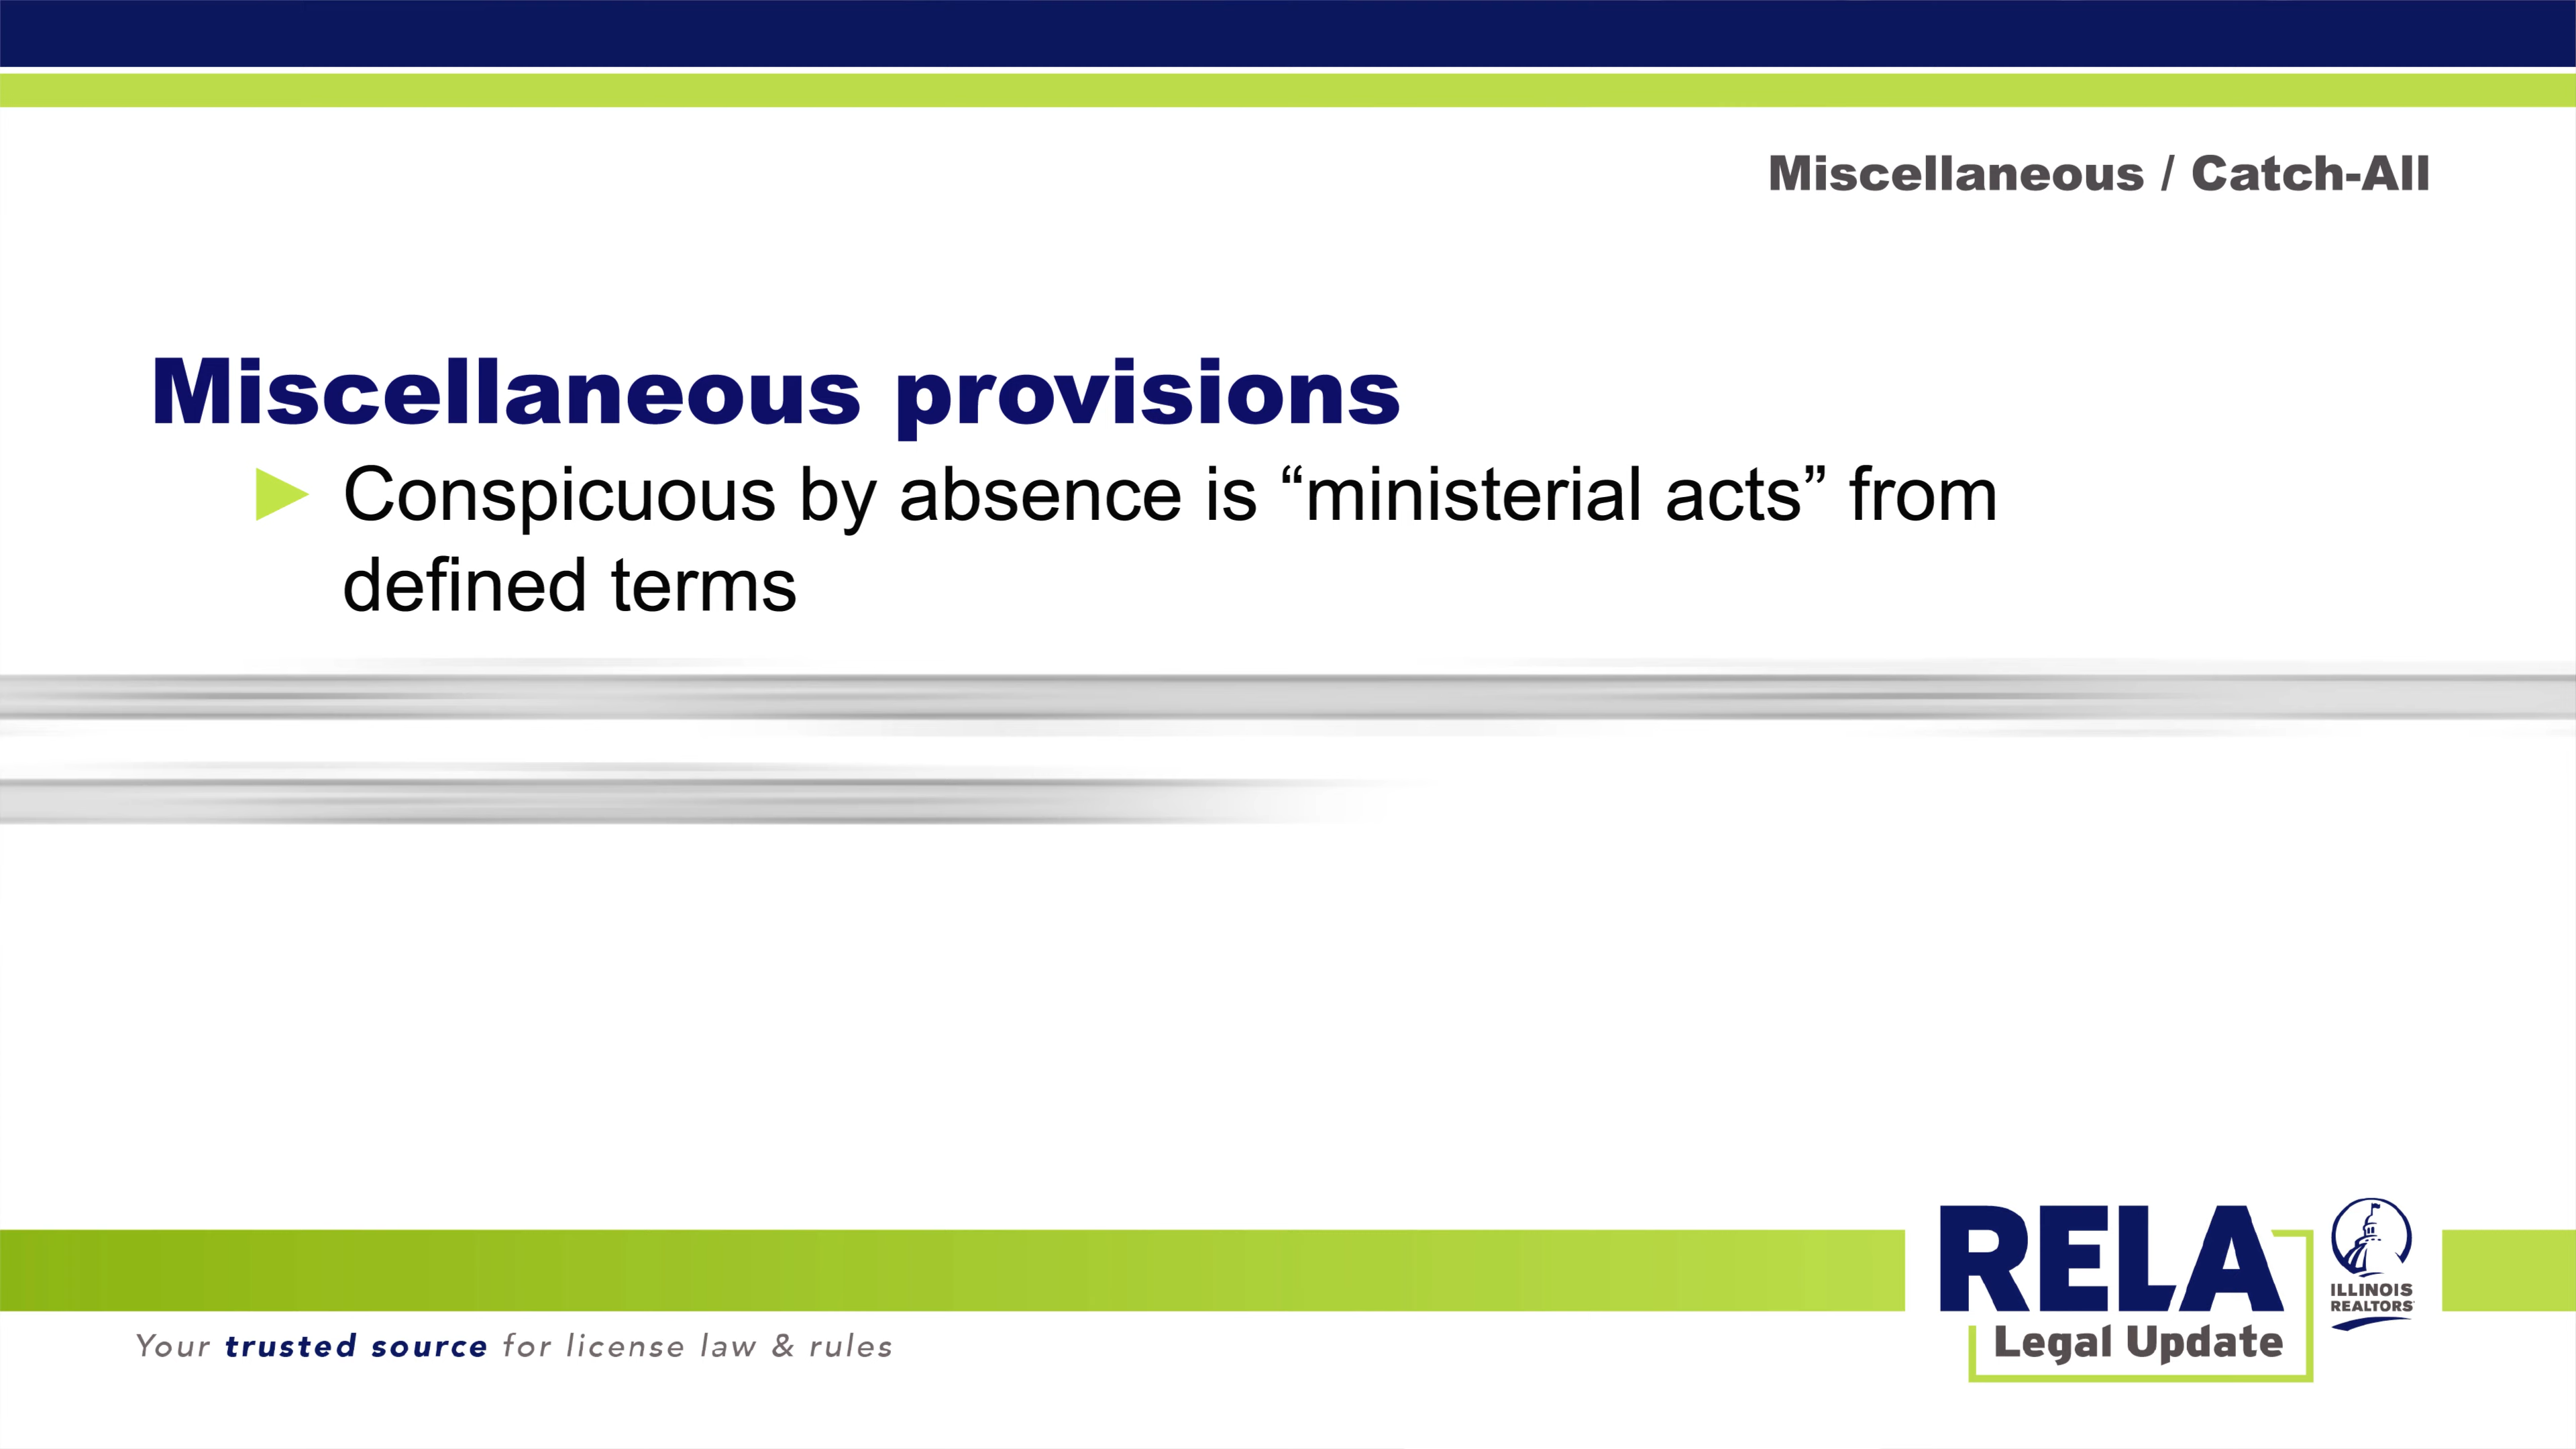 Miscellaneous / Catch-All
Miscellaneous provisions
Conspicuous by absence is “ministerial acts” from
defined terms
RELA
Legal Update
ILLINOIS
REALTORS
Your trusted source for license law & rules